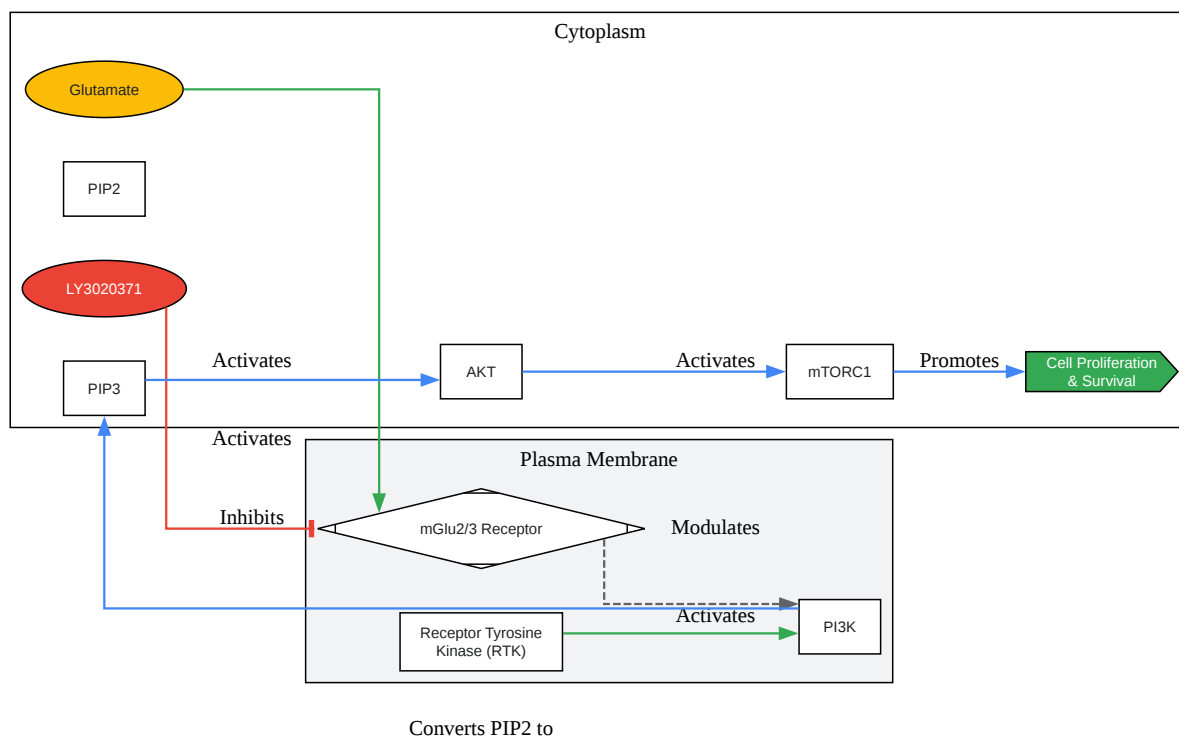 Cytoplasm
Glutamate
PIP2
LY3020371
PIP3
Activates
AKT
Activates
mTORC1
Promotes
Cell Proliferation
& Survival
Activates
Plasma Membrane
Inhibits
mGlu2/3 Receptor
Modulates
Activates
Receptor Tyrosine
Kinase (RTK)
PI3K
Converts PIP2 to